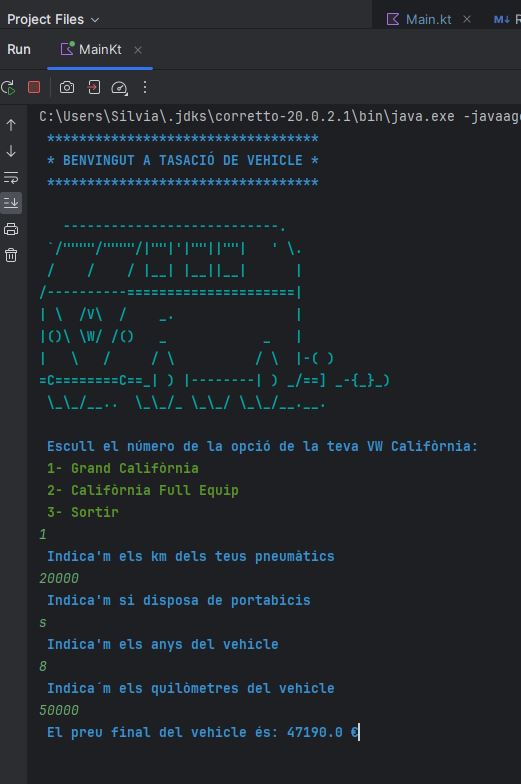 Project Files
Main.kt
R
Run
MainKt
C:\Users\Silvia\.jdks\corretto-20.0.2.1\bin\java.exe -javaage
**********************************
* BENVINGUT A TASACIÓ DE VEHICLE *
**********************************
   ---------------------------.
 `/""""/""""/|""|'|""||""|   ' \.
 /    /    / |__| |__||__|      |
/----------=====================|
| \  /V\  /    _.               |
|()\ \W/ /()   _            _   |
|   \   /     / \          / \  |-( )
=C========C==_| ) |--------| ) _/==] _-{_}_)
 \_\_/__..  \_\_/_ \_\_/ \_\_/__.__.
Escull el número de la opció de la teva VW Califòrnia:
1- Grand Califòrnia
2- Califòrnia Full Equip
3- Sortir
1
Indica'm els km dels teus pneumàtics
20000
Indica'm si disposa de portabicis
s
Indica'm els anys del vehicle
8
Indica´m els quilòmetres del vehicle
50000
El preu final del vehicle és: 47190.0 €